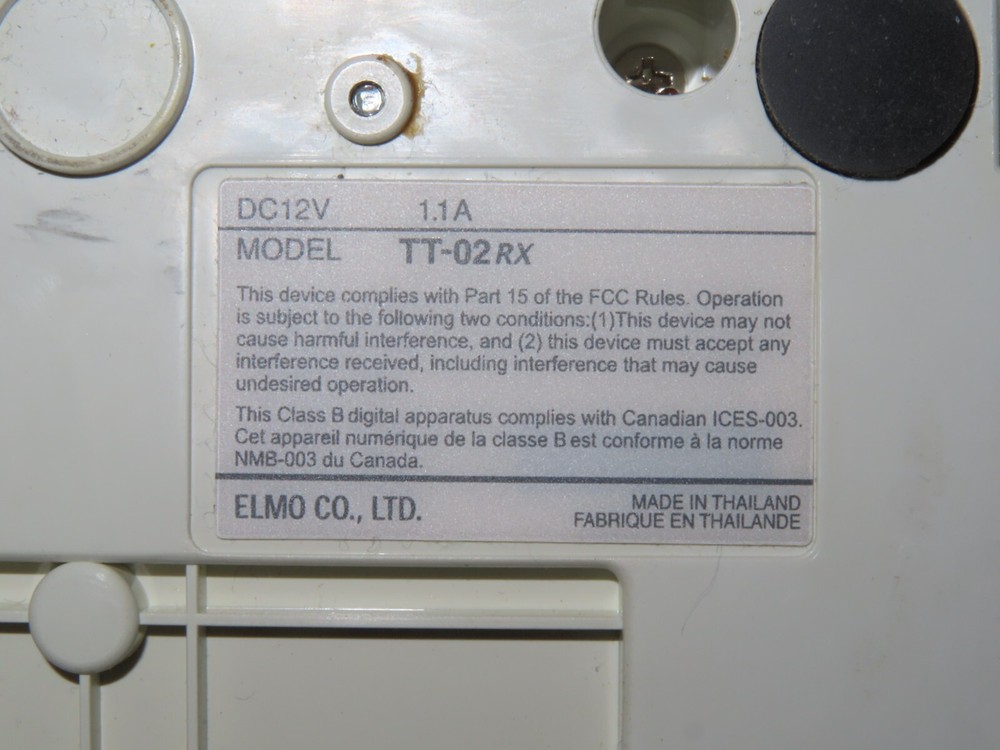 DC12V 1.1A
MODEL TT-02RX
This device complies with Part 15 of the FCC Rules. Operation
is subject to the following two conditions:(1)This device may not
cause harmful interference, and (2) this device must accept any
interference received, including interference that may cause
undesired operation.
This Class B digital apparatus complies with Canadian ICES-003.
Cet appareil numérique de la classe B est conforme à la norme
NMB-003 du Canada.
ELMO CO., LTD.
MADE IN THAILAND
FABRIQUE EN THAILANDE